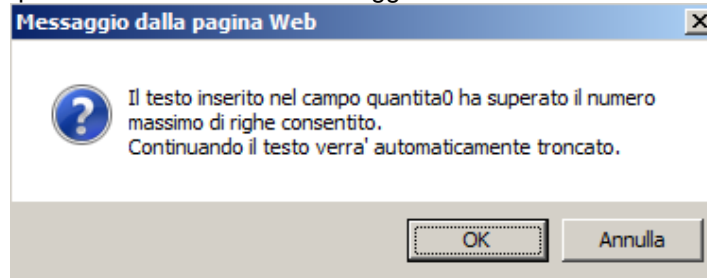 Messaggio dalla pagina Web
Il testo inserito nel campo quantita0 ha superato il numero
massimo di righe consentito.
Continuando il testo verra' automaticamente troncato.
OK
Annulla